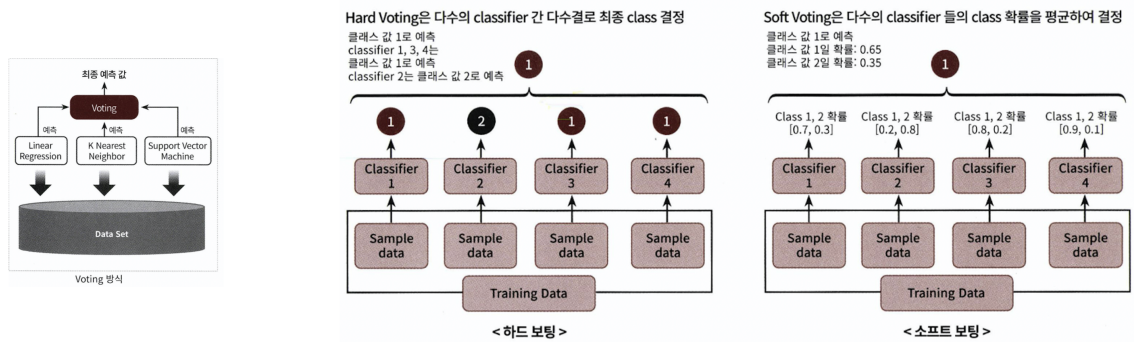 최종 예측 값
Voting
예측
예측
예측
Linear
Regression
K Nearest
Neighbor
Support Vector
Machine
Data Set
Voting 방식
Hard Voting은 다수의 classifier 간 다수결로 최종 class 결정
클래스 값 1로 예측
classifier 1, 3, 4는
클래스 값 1로 예측
classifier 2는 클래스 값 2로 예측
1
1
2
1
1
Classifier
1
Classifier
2
Classifier
3
Classifier
4
Sample
data
Sample
data
Sample
data
Sample
data
Training Data
< 하드 보팅 >
Soft Voting은 다수의 classifier 들의 class 확률을 평균하여 결정
클래스 값 1로 예측
클래스 값 1일 확률: 0.65
클래스 값 2일 확률: 0.35
1
Class 1, 2 확률
[0.7, 0.3]
Class 1, 2 확률
[0.2, 0.8]
Class 1, 2 확률
[0.8, 0.2]
Class 1, 2 확률
[0.9, 0.1]
Classifier
1
Classifier
2
Classifier
3
Classifier
4
Sample
data
Sample
data
Sample
data
Sample
data
Training Data
< 소프트 보팅 >